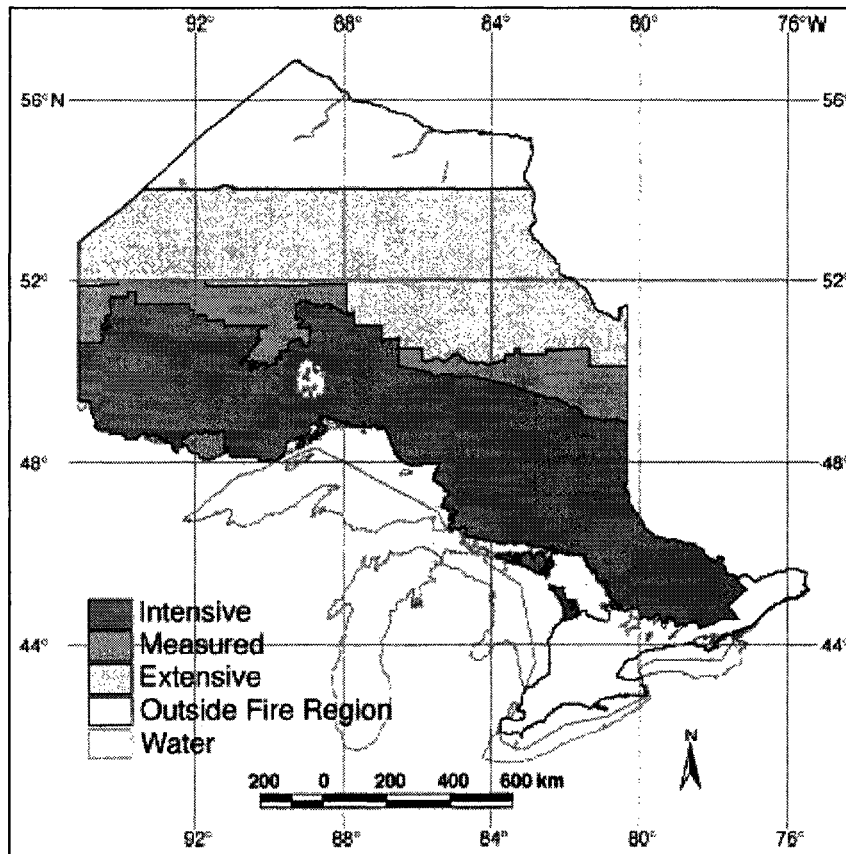 92° 88° 84° 80° 76°W
56°N 56°
52° 52°
48° 48°
Intensive
Measured
44°
Extensive
Outside Fire Region
Water
N
200 0 200 400 600 km
92° 88° 84° 80° 76°